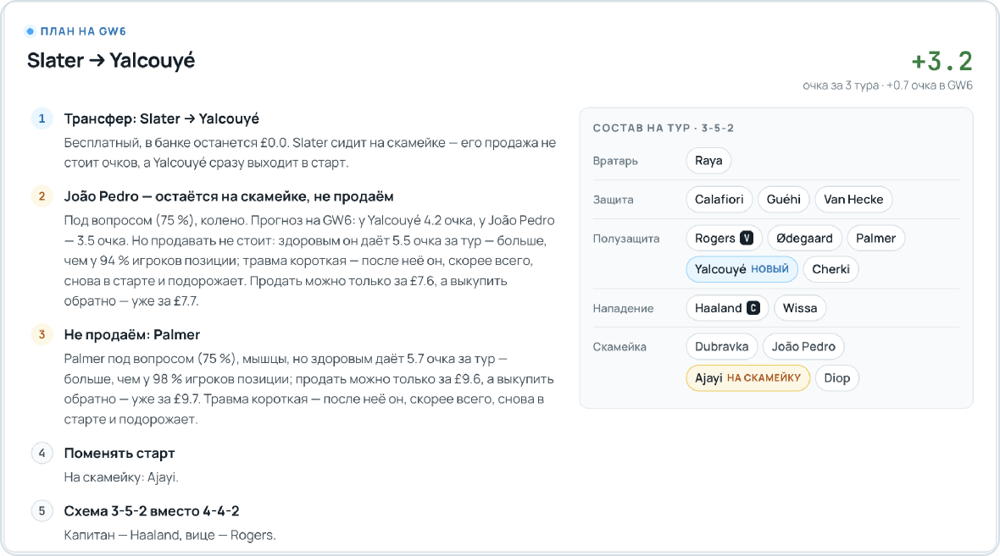 ПЛАН НА GW6
Slater → Yalcouyé
+3.2
очка за 3 тура · +0.7 очка в GW6
1 Трансфер: Slater → Yalcouyé
Бесплатный, в банке останется £0.0. Slater сидит на скамейке — его продажа не
стоит очков, а Yalcouyé сразу выходит в старт.
2 João Pedro — остаётся на скамейке, не продаём
Под вопросом (75 %), колено. Прогноз на GW6: у Yalcouyé 4.2 очка, у João Pedro
— 3.5 очка. Но продавать не стоит: здоровым он даёт 5.5 очка за тур — больше,
чем у 94 % игроков позиции; травма короткая — после неё он, скорее всего,
снова в старте и подорожает. Продать можно только за £7.6, а выкупить
обратно — уже за £7.7.
3 Не продаём: Palmer
Palmer под вопросом (75 %), мышцы, но здоровым даёт 5.7 очка за тур —
больше, чем у 98 % игроков позиции; продать можно только за £9.6, а выкупить
обратно — уже за £9.7. Травма короткая — после неё он, скорее всего, снова в
старте и подорожает.
4 Поменять старт
На скамейку: Ajayi.
5 Схема 3-5-2 вместо 4-4-2
Капитан — Haaland, вице — Rogers.
СОСТАВ НА ТУР · 3-5-2
Вратарь Raya
Защита Calafiori Guéhi Van Hecke
Полузащита Rogers V Ødegaard Palmer
Yalcouyé НОВЫЙ Cherki
Нападение Haaland C Wissa
Скамейка Dubravka João Pedro
Ajayi НА СКАМЕЙКУ Diop